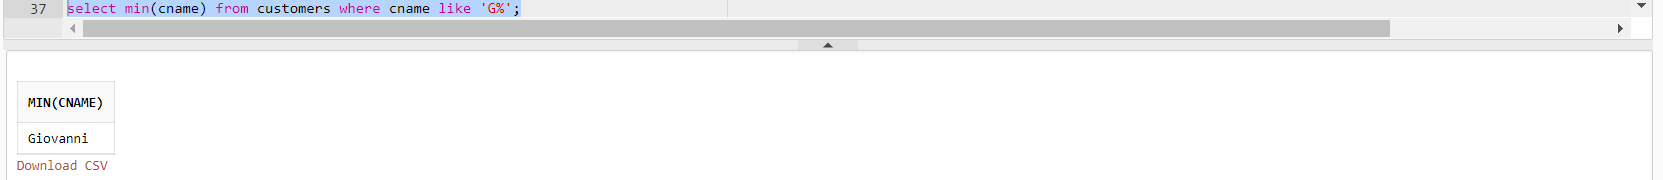 37 select min(cname) from customers where cname like 'G%';
MIN(CNAME)
Giovanni
Download CSV